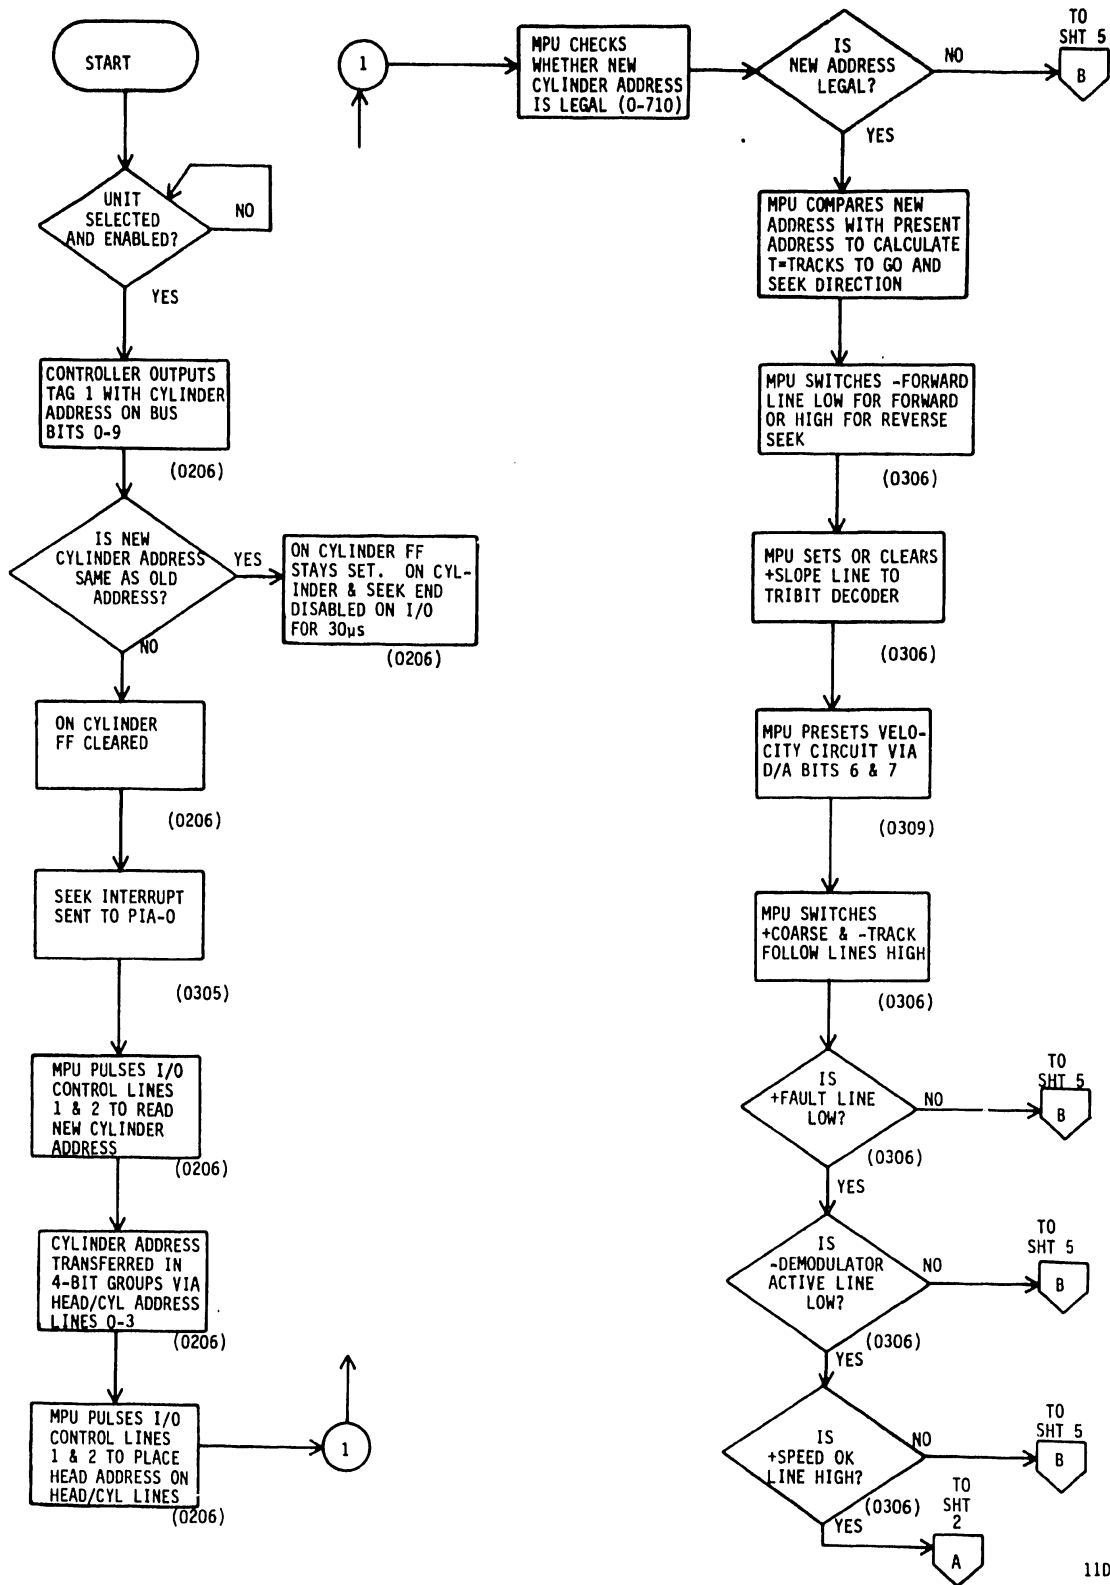 START
UNIT
SELECTED
AND ENABLED?
NO
YES
CONTROLLER OUTPUTS
TAG 1 WITH CYLINDER
ADDRESS ON BUS
BITS 0-9
(0206)
IS NEW
CYLINDER ADDRESS
SAME AS OLD
ADDRESS?
YES
ON CYLINDER FF
STAYS SET. ON CYL-
INDER & SEEK END
DISABLED ON I/O
FOR 30µs
(0206)
NO
ON CYLINDER
FF CLEARED
(0206)
SEEK INTERRUPT
SENT TO PIA-0
(0305)
MPU PULSES I/O
CONTROL LINES
1 & 2 TO READ
NEW CYLINDER
ADDRESS
(0206)
CYLINDER ADDRESS
TRANSFERRED IN
4-BIT GROUPS VIA
HEAD/CYL ADDRESS
LINES 0-3
(0206)
MPU PULSES I/O
CONTROL LINES
1 & 2 TO PLACE
HEAD ADDRESS ON
HEAD/CYL LINES
(0206)
1
1
MPU CHECKS
WHETHER NEW
CYLINDER ADDRESS
IS LEGAL (0-710)
IS
NEW ADDRESS
LEGAL?
NO
TO
SHT 5
B
YES
MPU COMPARES NEW
ADDRESS WITH PRESENT
ADDRESS TO CALCULATE
T=TRACKS TO GO AND
SEEK DIRECTION
MPU SWITCHES -FORWARD
LINE LOW FOR FORWARD
OR HIGH FOR REVERSE
SEEK
(0306)
MPU SETS OR CLEARS
+SLOPE LINE TO
TRIBIT DECODER
(0306)
MPU PRESETS VELO-
CITY CIRCUIT VIA
D/A BITS 6 & 7
(0309)
MPU SWITCHES
+COARSE & -TRACK
FOLLOW LINES HIGH
(0306)
IS
+FAULT LINE
LOW?
NO
TO
SHT 5
B
(0306)
YES
IS
-DEMODULATOR
ACTIVE LINE
LOW?
NO
TO
SHT 5
B
(0306)
YES
IS
+SPEED OK
LINE HIGH?
NO
TO
SHT 5
B
(0306)
YES
TO
SHT
2
A
11D